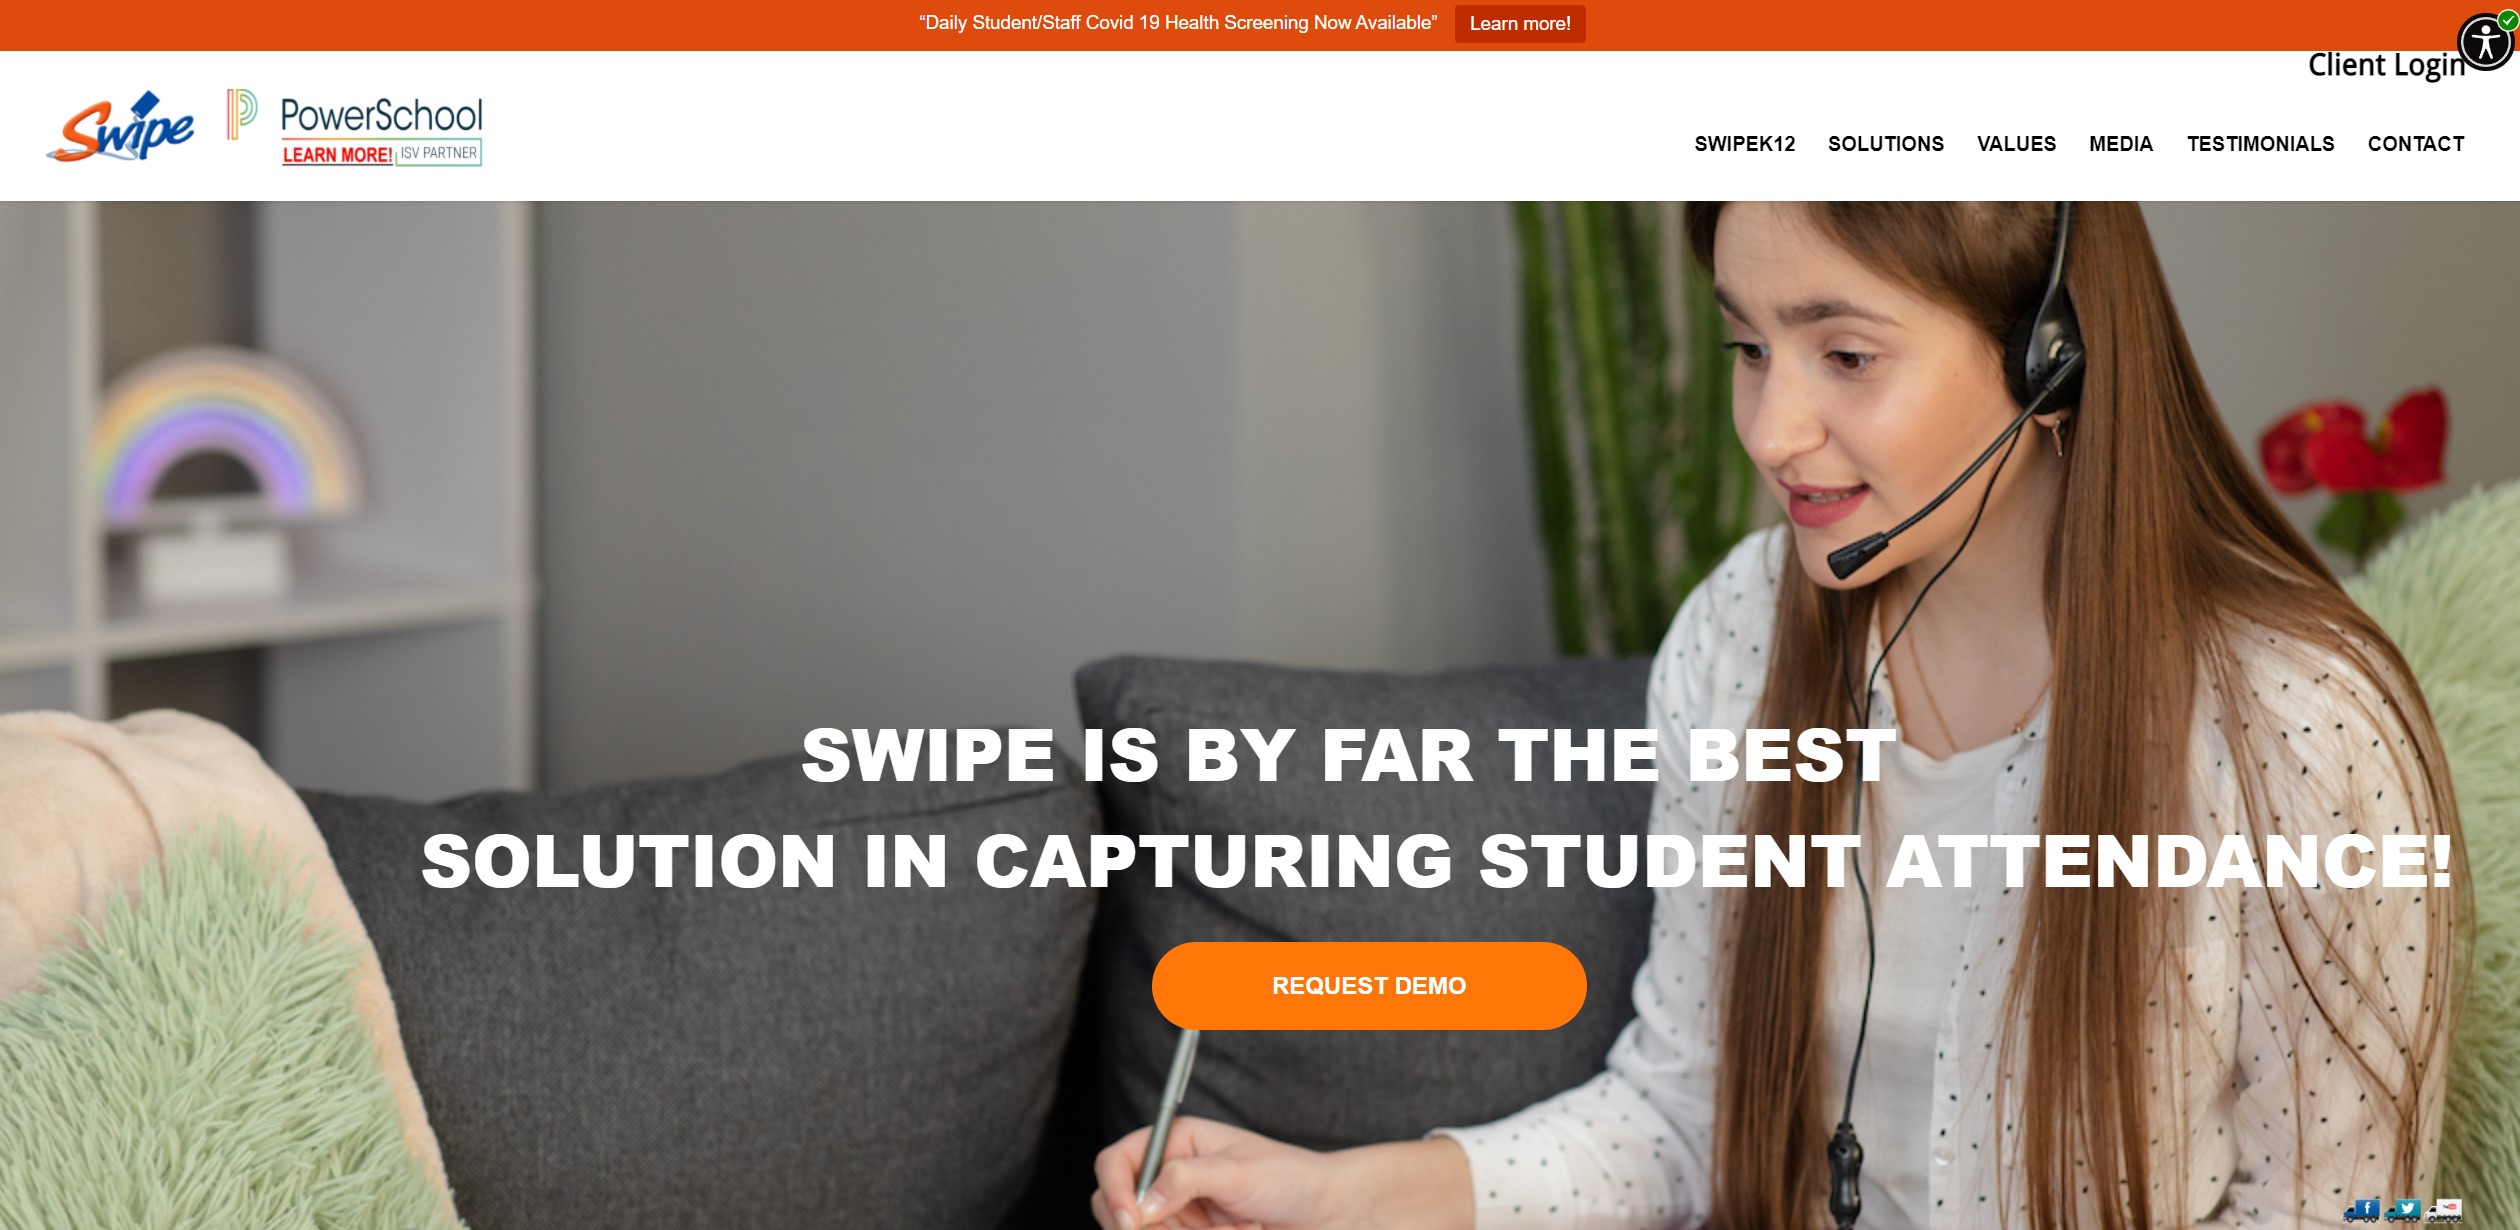 “Daily Student/Staff Covid 19 Health Screening Now Available” Learn more!
Client Login
Swipe
PowerSchool
LEARN MORE! ISV PARTNER
SWIPEK12 SOLUTIONS VALUES MEDIA TESTIMONIALS CONTACT
SWIPE IS BY FAR THE BEST
SOLUTION IN CAPTURING STUDENT ATTENDANCE!
REQUEST DEMO